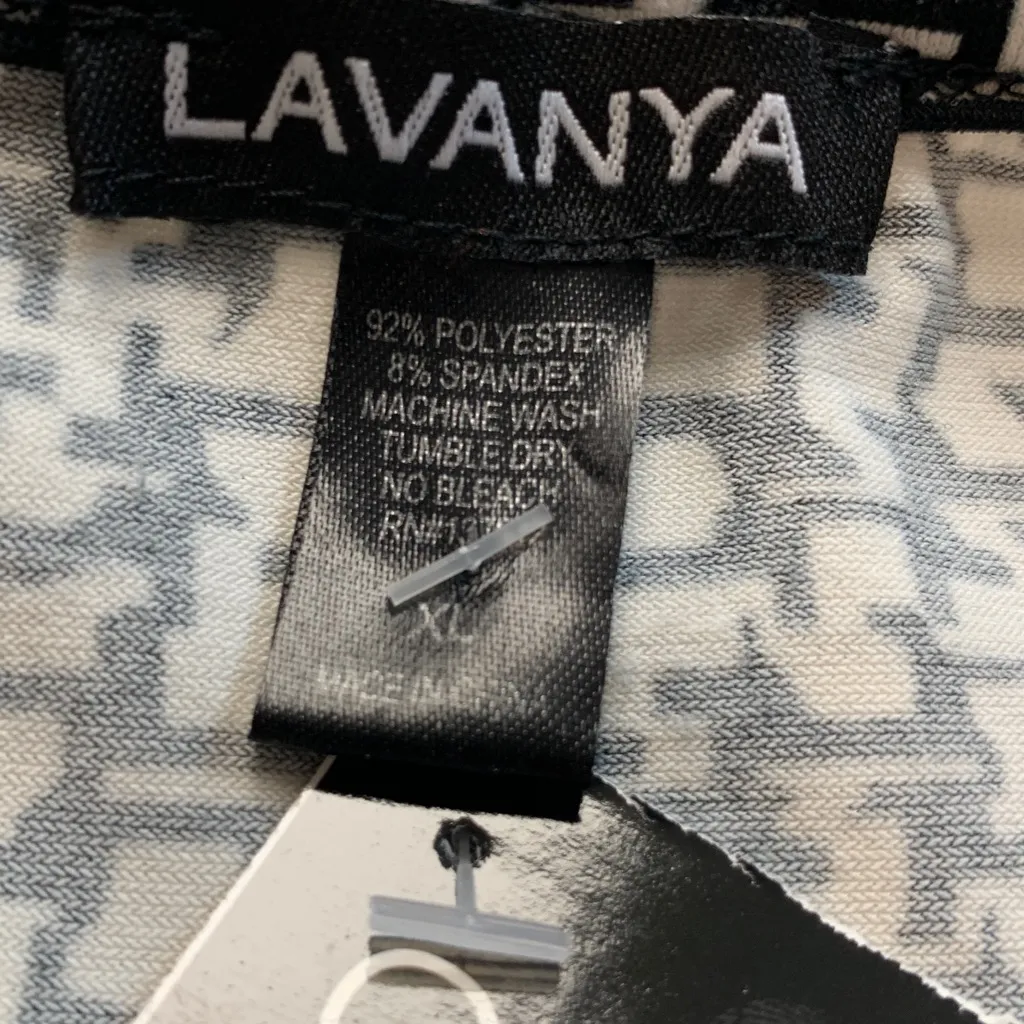 LAVANYA
92% POLYESTER
8% SPANDEX
MACHINE WASH
TUMBLE DRY
NO BLEACH
XL
MADE IN